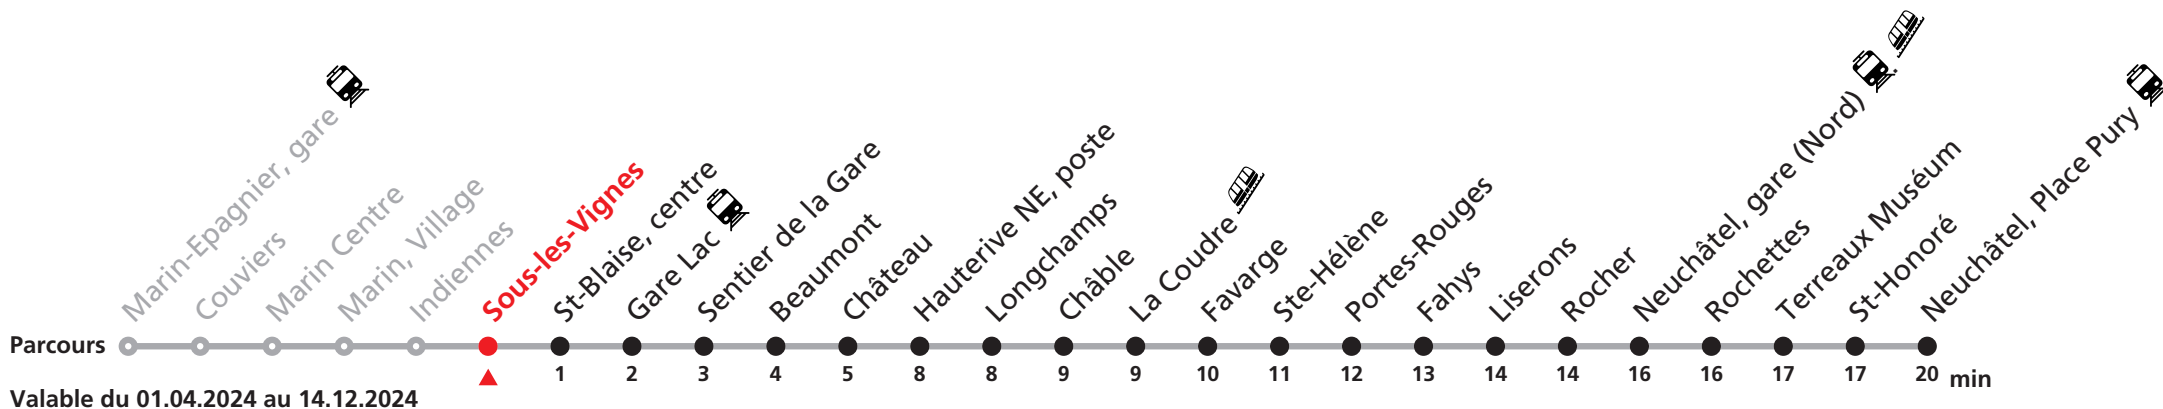 Marin-Epagnier, gare
Couviers
Marin Centre
Marin, Village
Indiennes
Sous-les-Vignes
St-Blaise, centre
Gare Lac
Sentier de la Gare
Beaumont
Château
Hauterive NE, poste
Longchamps
Châble
La Coudre
Favarge
Ste-Hélène
Portes-Rouges
Fahys
Liserons
Rocher
Neuchâtel, gare (Nord)
Rochettes
Terreaux Muséum
St-Honoré
Neuchâtel, Place Pury
Parcours
1 2 3 4 5 8 8 9 9 10 11 12 13 14 14 16 16 17 17 20 min
Valable du 01.04.2024 au 14.12.2024